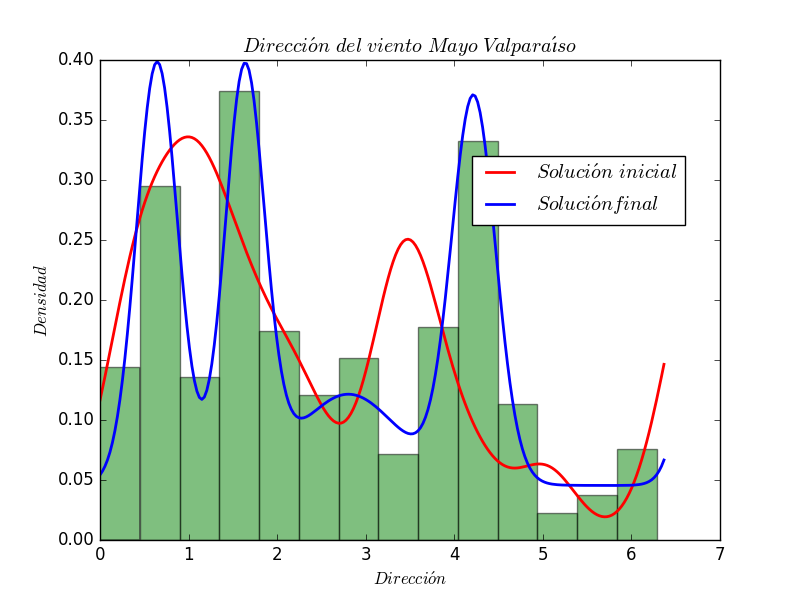 Dirección del viento Mayo Valparaíso
0.40
0.35
0.30
0.25
0.20
0.15
0.10
0.05
0.00
Densidad
Solución inicial
Soluciónfinal
0 1 2 3 4 5 6 7
Dirección